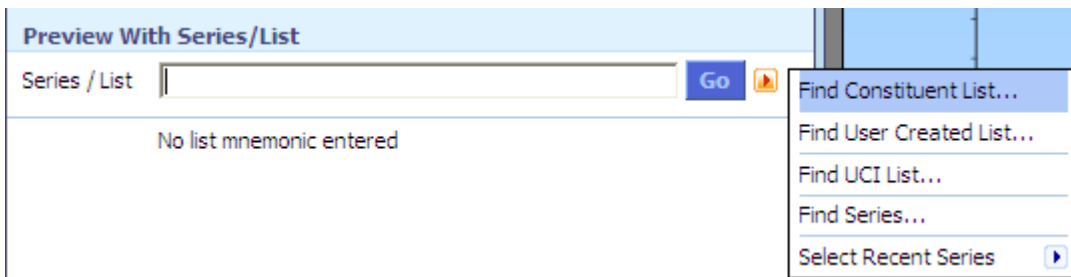 Preview With Series/List
Series / List Go
No list mnemonic entered
Find Constituent List...
Find User Created List...
Find UCI List...
Find Series...
Select Recent Series